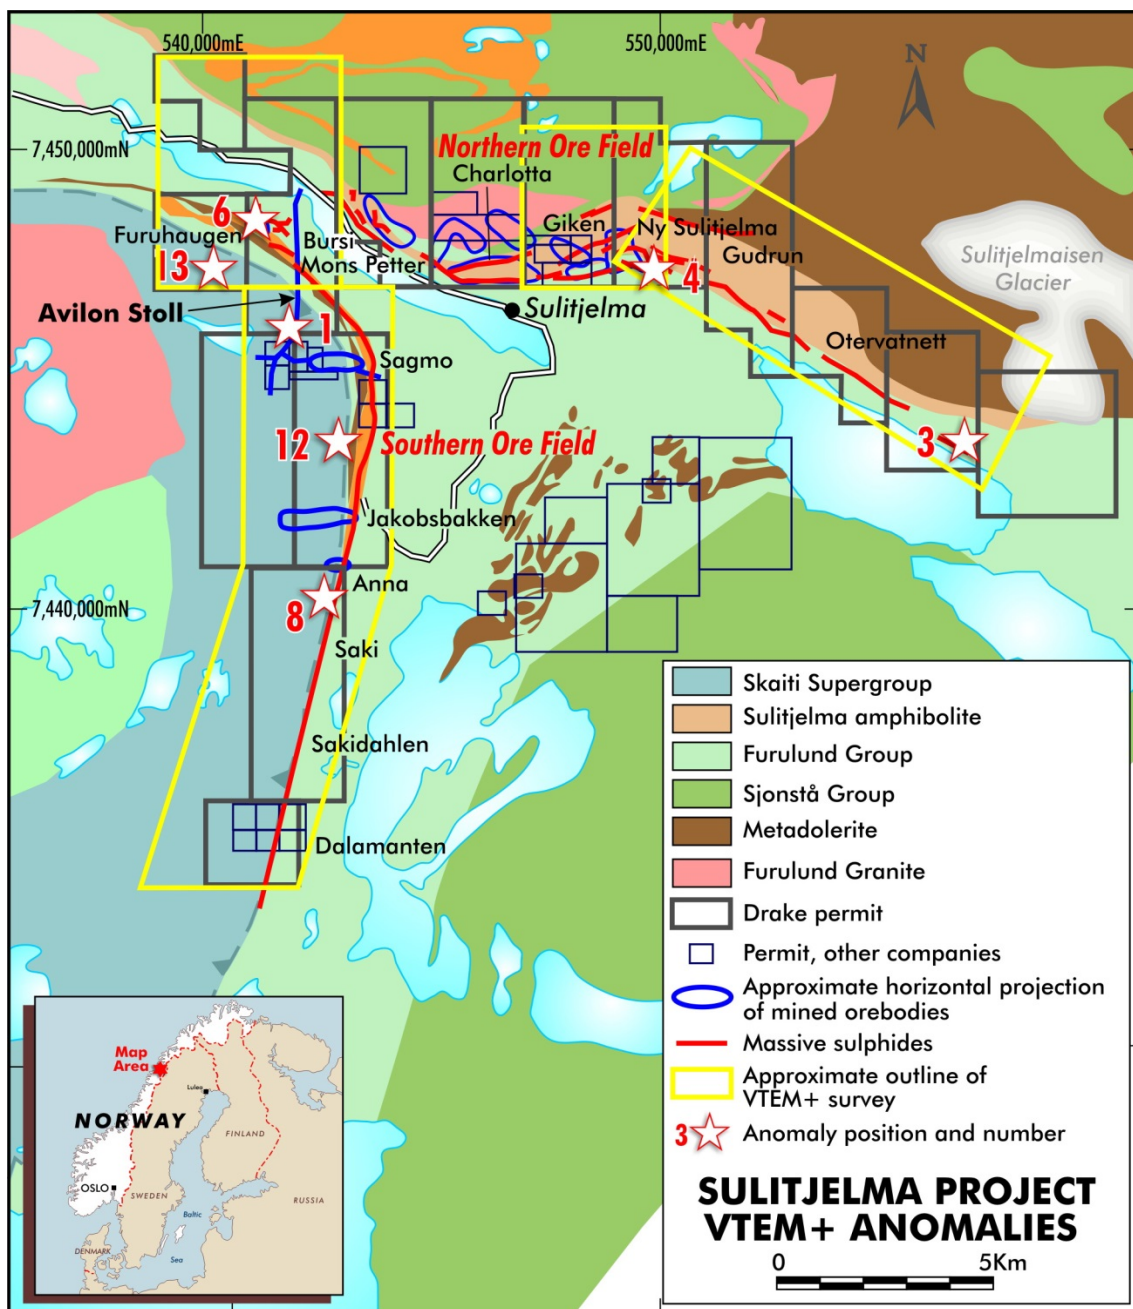 540,000mE
550,000mE
N
7,450,000mN
Northern Ore Field
Charlotta
6
Furuhaugen
Bursi
Giken
Ny Sulitjelma
Sulitjelmaisen
Glacier
13
Mons Petter
4
Gudrun
Avilon Stoll
Sulitjelma
1
Otervatnett
Sagmo
12
Southern Ore Field
3
Jakobsbakken
Anna
7,440,000mN
8
Saki
Sakidahlen
Dalamanten
Skaiti Supergroup
Sulitjelma amphibolite
Furulund Group
Sjonstå Group
Metadolerite
Furulund Granite
Drake permit
Permit, other companies
Approximate horizontal projection
of mined orebodies
Massive sulphides
Approximate outline of
VTEM+ survey
3
Anomaly position and number
SULITJELMA PROJECT
VTEM+ ANOMALIES
0
5Km
Map
Area
Lulea
NORWAY
FINLAND
OSLO
SWEDEN
RUSSIA
Baltic
Sea
DENMARK